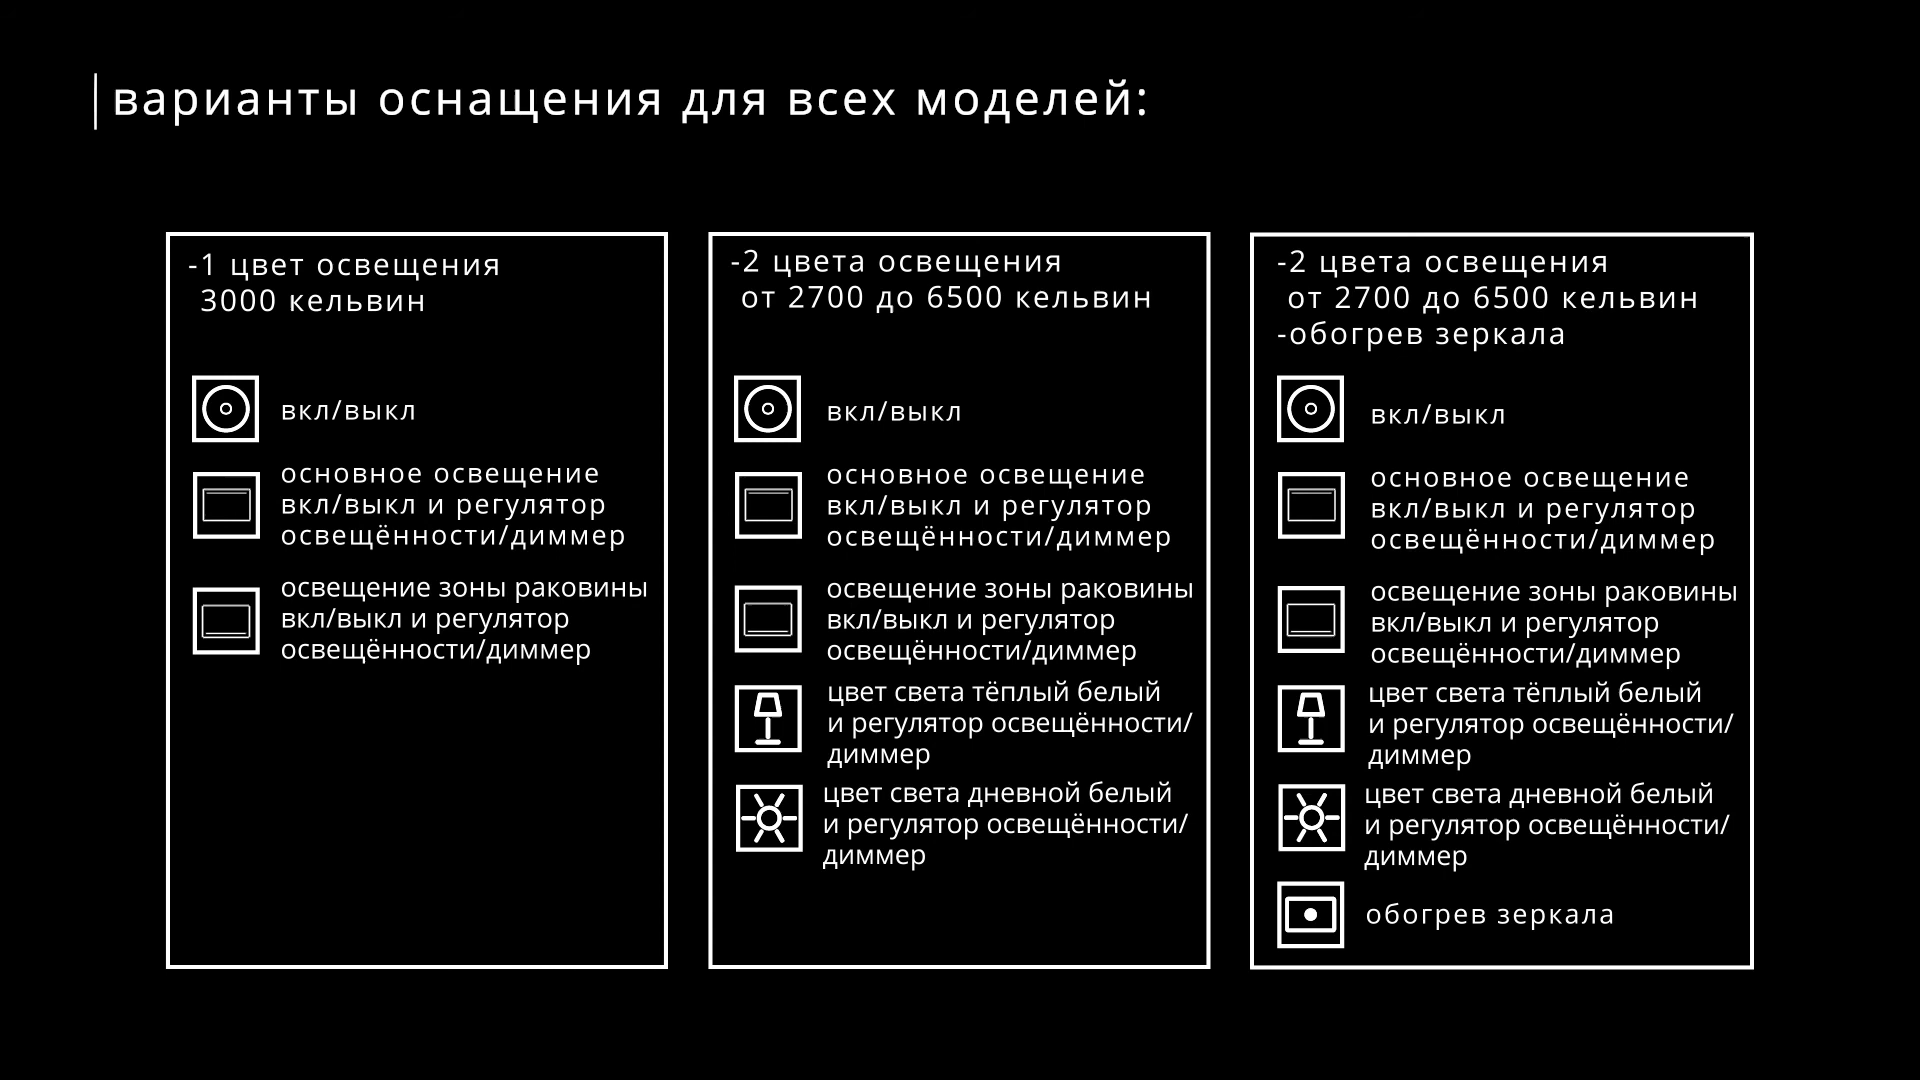 варианты оснащения для всех моделей:
-1 цвет освещения
3000 кельвин
вкл/выкл
основное освещение
вкл/выкл и регулятор
освещённости/диммер
освещение зоны раковины
вкл/выкл и регулятор
освещённости/диммер
-2 цвета освещения
от 2700 до 6500 кельвин
вкл/выкл
основное освещение
вкл/выкл и регулятор
освещённости/диммер
освещение зоны раковины
вкл/выкл и регулятор
освещённости/диммер
цвет света тёплый белый
и регулятор освещённости/
диммер
цвет света дневной белый
и регулятор освещённости/
диммер
-2 цвета освещения
от 2700 до 6500 кельвин
-обогрев зеркала
вкл/выкл
основное освещение
вкл/выкл и регулятор
освещённости/диммер
освещение зоны раковины
вкл/выкл и регулятор
освещённости/диммер
цвет света тёплый белый
и регулятор освещённости/
диммер
цвет света дневной белый
и регулятор освещённости/
диммер
обогрев зеркала